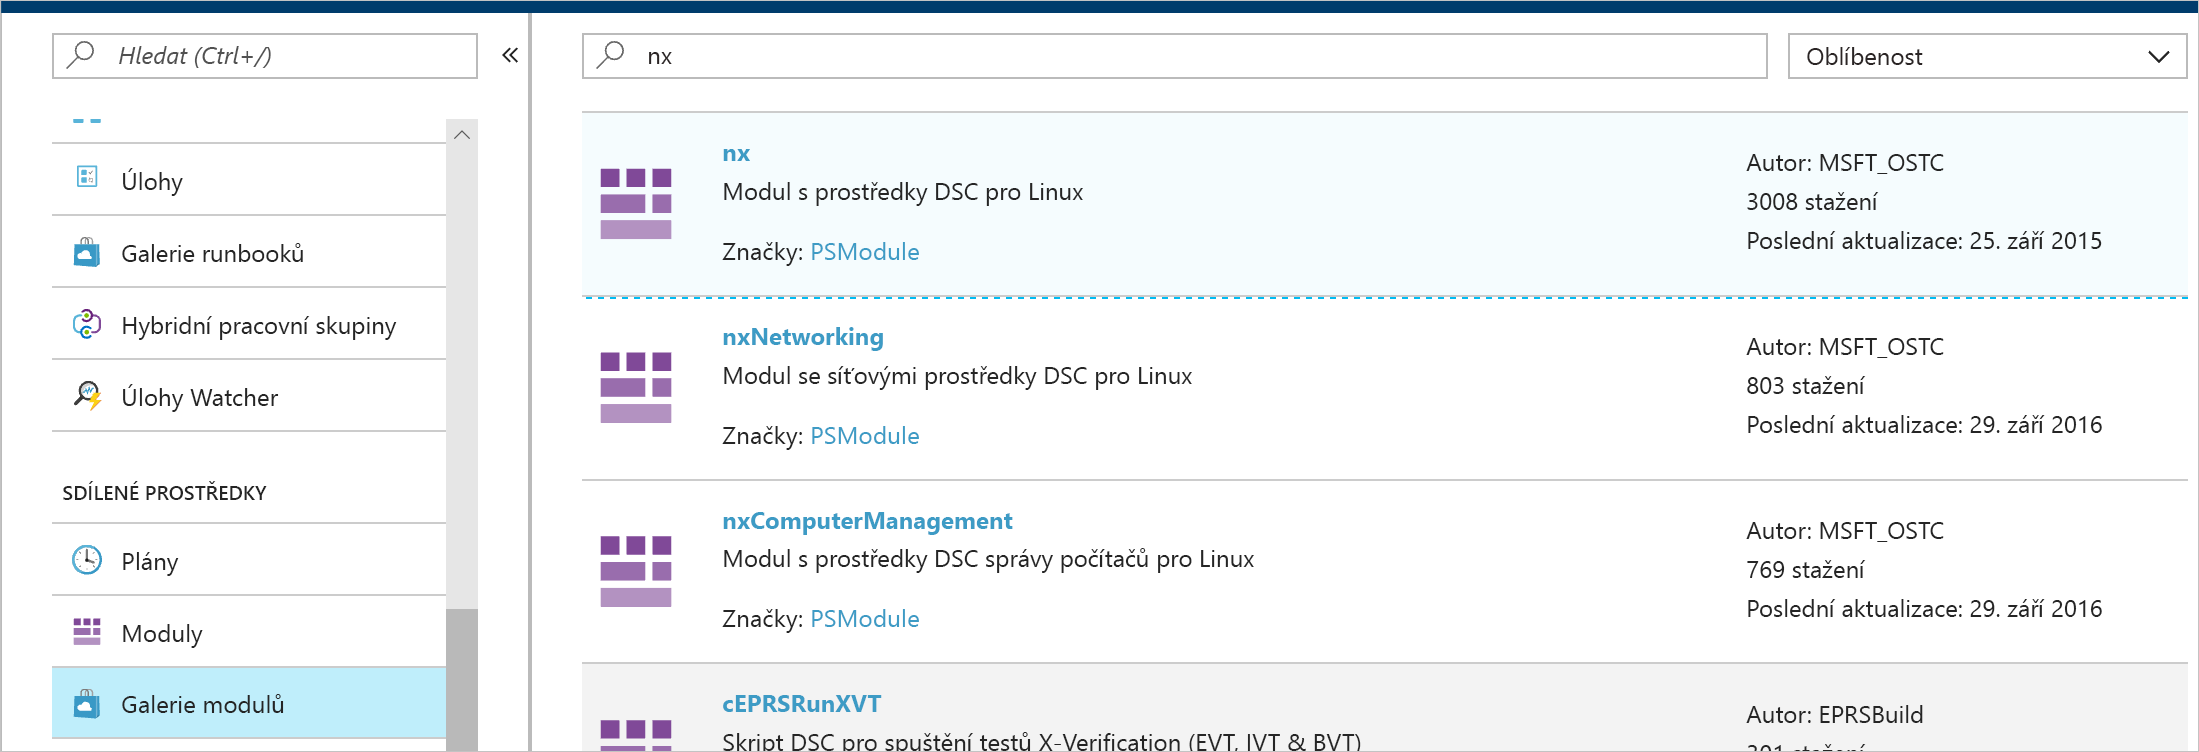 Hledat (Ctrl+/)
«
Úlohy
Galerie runbooků
Hybridní pracovní skupiny
Úlohy Watcher
SDÍLENÉ PROSTŘEDKY
Plány
Moduly
Galerie modulů
nx
Oblíbenost
nx
Modul s prostředky DSC pro Linux
Značky: PSModule
Autor: MSFT_OSTC
3008 stažení
Poslední aktualizace: 25. září 2015
nxNetworking
Modul se síťovými prostředky DSC pro Linux
Značky: PSModule
Autor: MSFT_OSTC
803 stažení
Poslední aktualizace: 29. září 2016
nxComputerManagement
Modul s prostředky DSC správy počítačů pro Linux
Značky: PSModule
Autor: MSFT_OSTC
769 stažení
Poslední aktualizace: 29. září 2016
cEPRSRunXVT
Skript DSC pro spuštění testů X-Verification (EVT, IVT & BVT)
Autor: EPRSBuild